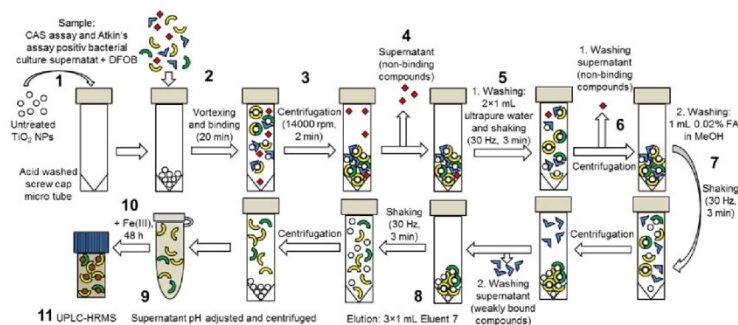 Sample:
CAS assay and Atkin's
assay positiv bacterial
culture supernatat + DFOB
1
Untreated
TiO2 NPs
Acid washed
screw cap
micro tube
2
Vortexing
and binding
(20 min)
3
Centrifugation
(14000 rpm,
2 min)
4
Supernatant
(non-binding
compounds)
5
1. Washing:
2×1 mL
ultrapure water
and shaking
(30 Hz, 3 min)
1. Washing
supernatant
(non-binding
compounds)
6
Centrifugation
2. Washing:
1 mL 0.02% FA
in MeOH
7
Shaking
(30 Hz,
3 min)
Centrifugation
2. Washing
supernatant
(weakly bound
compounds)
Shaking
(30 Hz,
3 min)
8
Elution: 3×1 mL Eluent 7
Centrifugation
9
Supernatant pH adjusted and centrifuged
10
+ Fe(III),
48 h
11 UPLC-HRMS